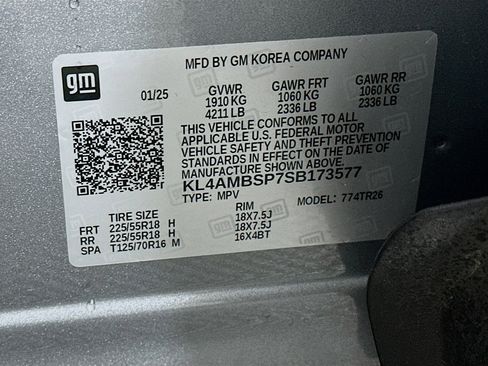 gm
MFD BY GM KOREA COMPANY
01/25 GVWR GAWR FRT GAWR RR
1910 KG 1060 KG 1060 KG
4211 LB 2336 LB 2336 LB
THIS VEHICLE CONFORMS TO ALL
APPLICABLE U.S. FEDERAL MOTOR
VEHICLE SAFETY AND THEFT PREVENTION
STANDARDS IN EFFECT ON THE DATE OF
MANUFACTURE SHOWN ABOVE.
KL4AMBSP7SB173577
TYPE: MPV MODEL: 774TR26
TIRE SIZE RIM
FRT 225/55R18 H 18X7.5J
RR 225/55R18 H 18X7.5J
SPA T125/70R16 M 16X4BT